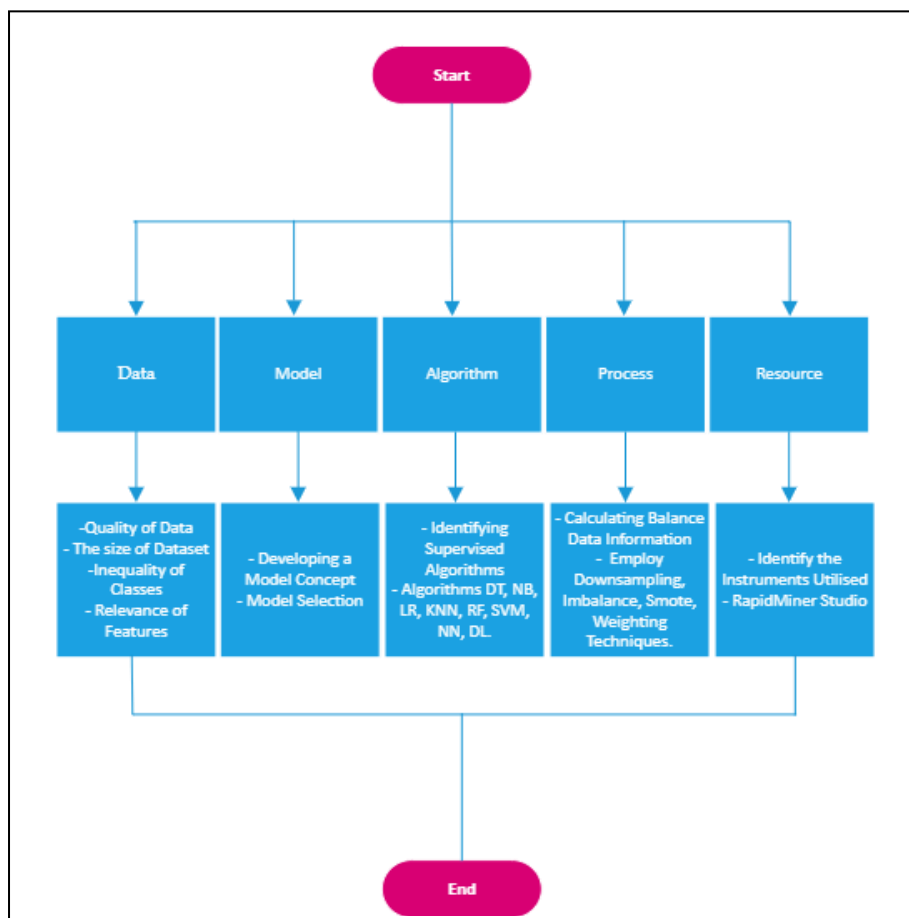 Start
Data
Model
Algorithm
Process
Resource
-Quality of Data
- The size of Dataset
-Inequality of
Classes
- Relevance of
Features
- Developing a
Model Concept
- Model Selection
- Identifying
Supervised
Algorithms
- Algorithms DT, NB,
LR, KNN, RF, SVM,
NN, DL.
- Calculating Balance
Data Information
- Employ
Downsampling,
Imbalance, Smote,
Weighting
Techniques.
- Identify the
Instruments Utilised
- RapidMiner Studio
End